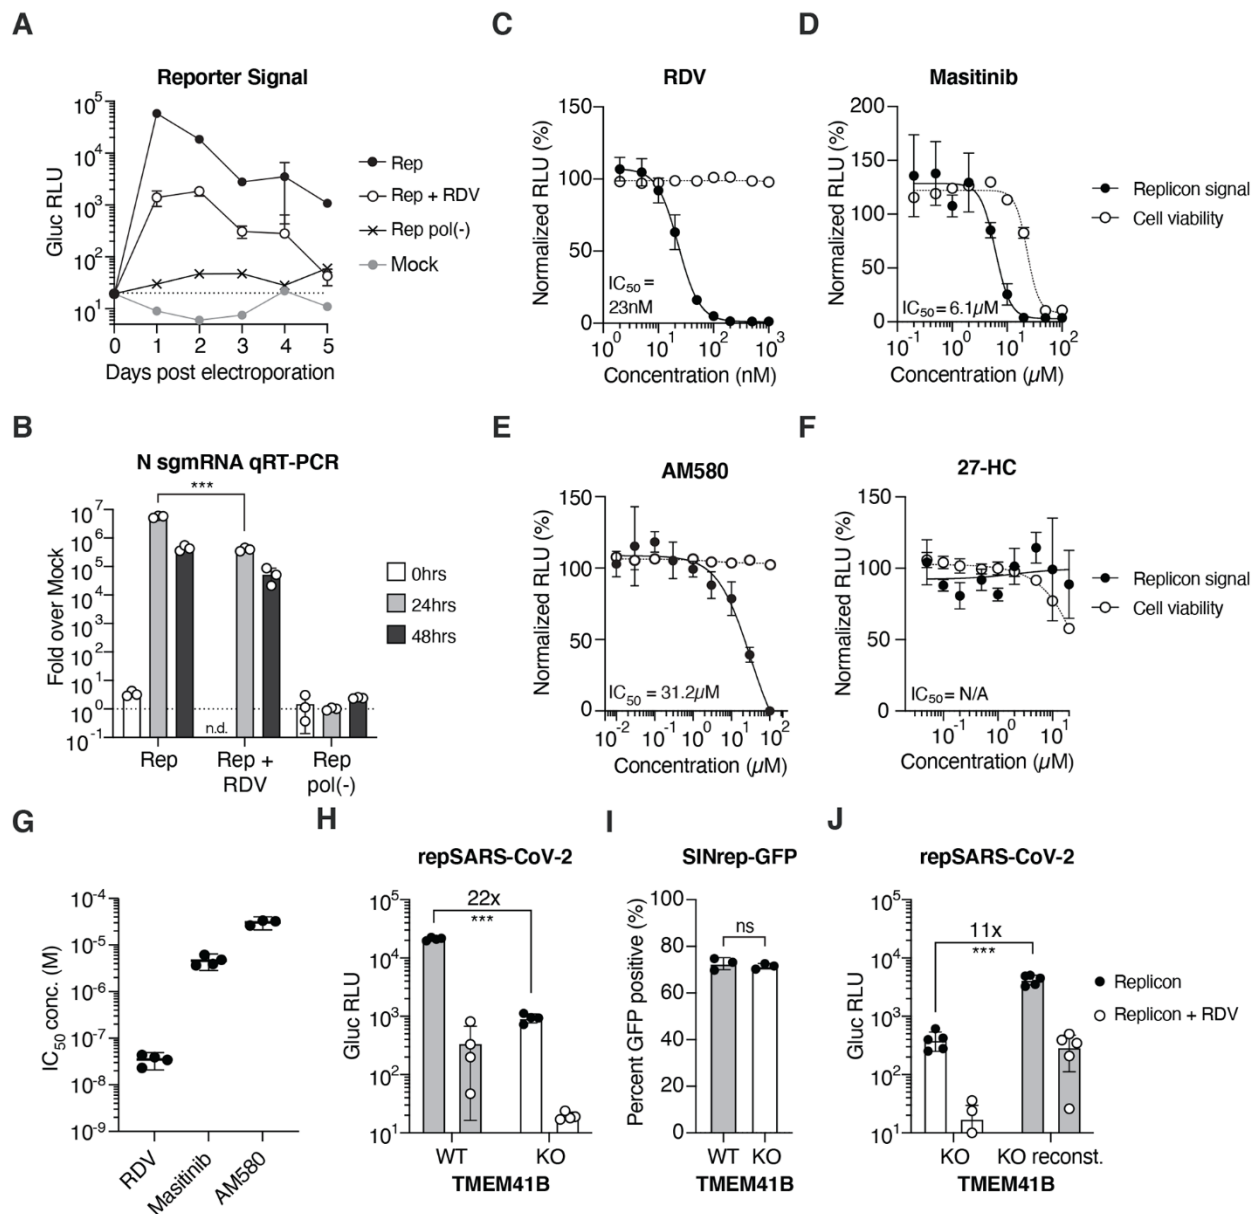 A
Reporter Signal
Gluc RLU
10^5
10^4
10^3
10^2
10^1
0 1 2 3 4 5
Days post electroporation
Rep
Rep + RDV
Rep pol(-)
Mock
B
N sgmRNA qRT-PCR
***
Fold over Mock
10^7
10^6
10^5
10^4
10^3
10^2
10^1
10^0
10^-1
n.d.
Rep
Rep +
RDV
Rep
pol(-)
0hrs
24hrs
48hrs
C
RDV
Normalized RLU (%)
150
100
50
0
IC50 =
23nM
10^0 10^1 10^2 10^3
Concentration (nM)
D
Masitinib
Normalized RLU (%)
200
150
100
50
0
IC50 = 6.1µM
10^-1 10^0 10^1 10^2
Concentration (µM)
Replicon signal
Cell viability
E
AM580
Normalized RLU (%)
150
100
50
0
IC50 = 31.2µM
10^-2 10^-1 10^0 10^1 10^2
Concentration (µM)
F
27-HC
Normalized RLU (%)
150
100
50
0
IC50 = N/A
10^-1 10^0 10^1
Concentration (µM)
Replicon signal
Cell viability
G
IC50 conc. (M)
10^-4
10^-5
10^-6
10^-7
10^-8
10^-9
RDV
Masitinib
AM580
H
repSARS-CoV-2
22x
***
Gluc RLU
10^5
10^4
10^3
10^2
10^1
WT KO
TMEM41B
I
SINrep-GFP
ns
Percent GFP positive (%)
100
80
60
40
20
0
WT KO
TMEM41B
J
repSARS-CoV-2
11x
***
Gluc RLU
10^5
10^4
10^3
10^2
10^1
KO KO reconst.
TMEM41B
Replicon
Replicon + RDV